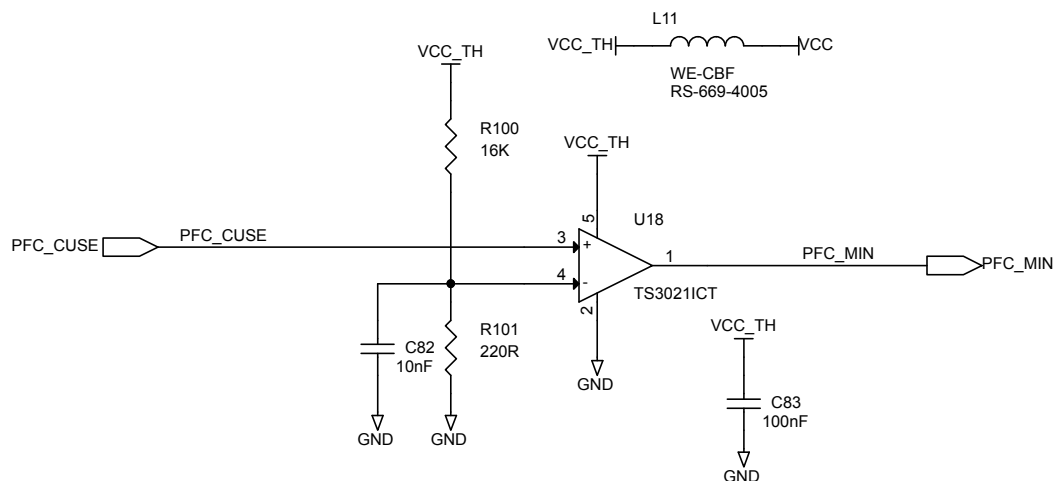 L11
VCC_TH
VCC
WE-CBF
RS-669-4005
VCC_TH
R100
16K
VCC_TH
5
U18
PFC_CUSE
PFC_CUSE
3
+
1
PFC_MIN
PFC_MIN
4
-
2
TS3021ICT
R101
220R
C82
10nF
GND
VCC_TH
C83
100nF
GND
GND
GND